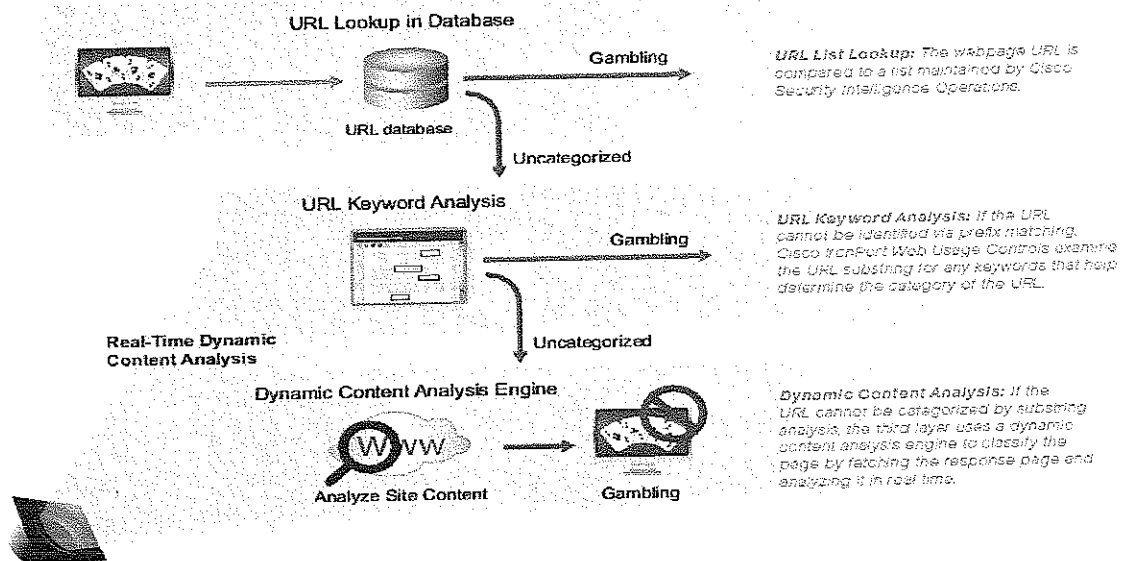 URL Lookup in Database
Gambling
URL database
Uncategorized
URL List Lookup: The webpage URL is
compared to a list maintained by Cisco
Security Intelligence Operations.
URL Keyword Analysis
Gambling
Uncategorized
URL Keyword Analysis: If the URL
cannot be identified via prefix matching,
Cisco IronPort Web Usage Controls examine
the URL substring for any keywords that help
determine the category of the URL.
Real-Time Dynamic
Content Analysis
Dynamic Content Analysis Engine
WWW
Analyze Site Content
Gambling
Dynamic Content Analysis: If the
URL cannot be categorized by substring
analysis, the third layer uses a dynamic
content analysis engine to classify the
page by fetching the response page and
analyzing it in real time.